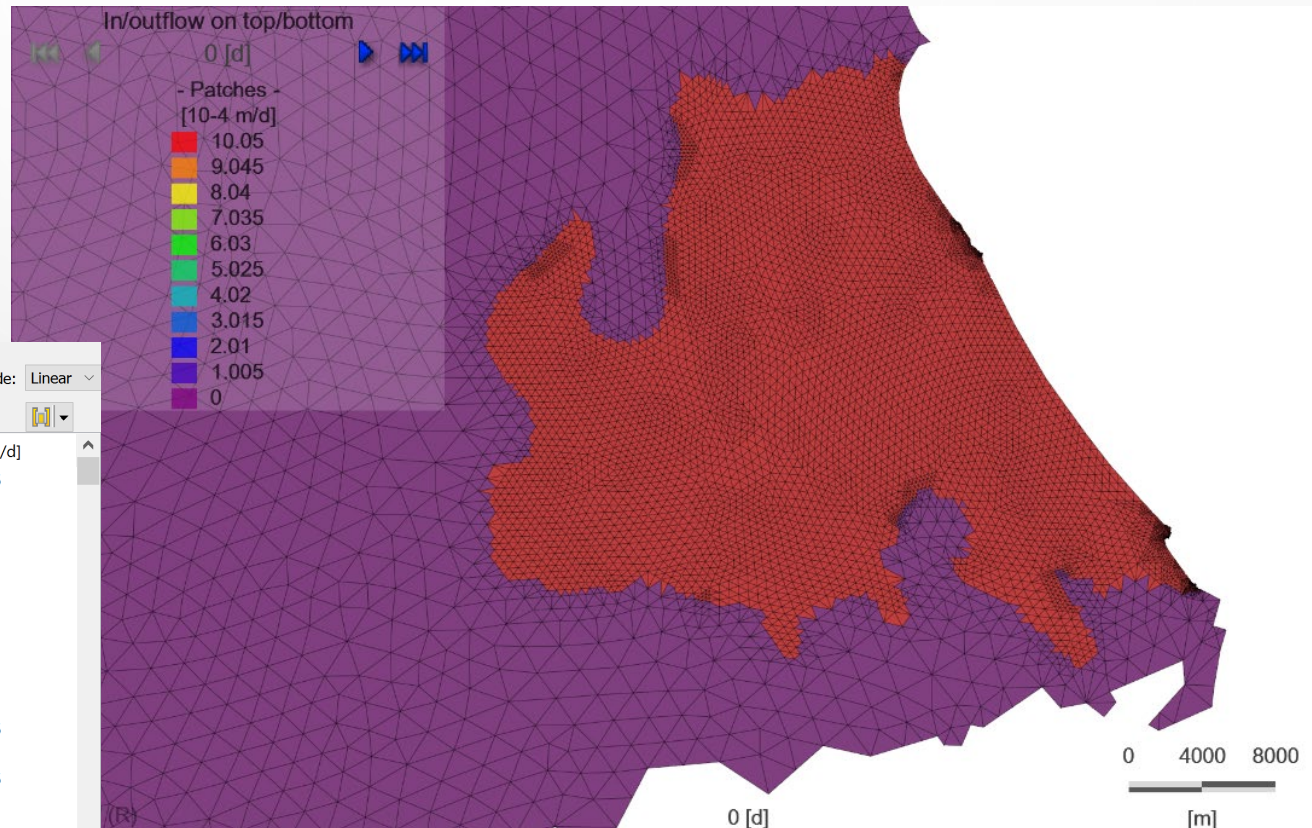 In/outflow on top/bottom
0 [d]
- Patches -
[10-4 m/d]
10.05
9.045
8.04
7.035
6.03
5.025
4.02
3.015
2.01
1.005
0
de: Linear
[n]
/d]
0 4000 8000
[m]
(R)
0 [d]